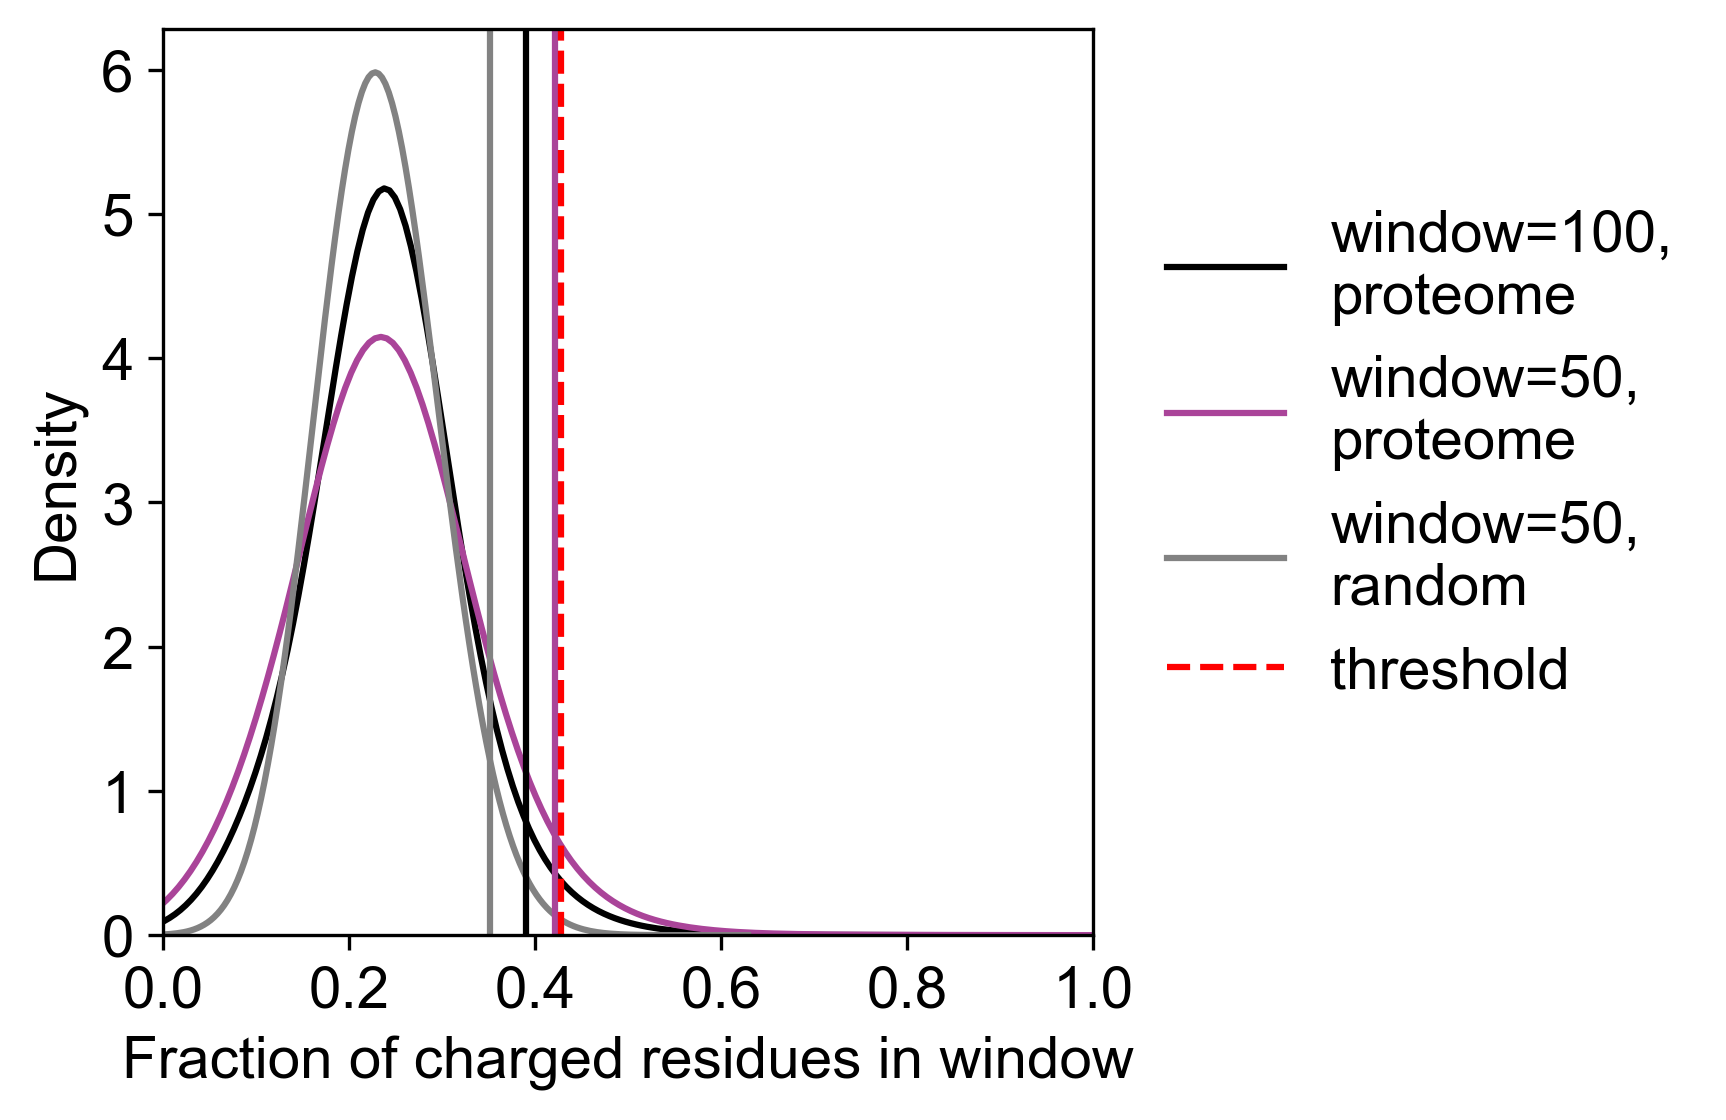 6
5
4
3
2
1
0
Density
0.0 0.2 0.4 0.6 0.8 1.0
Fraction of charged residues in window
window=100,
proteome
window=50,
proteome
window=50,
random
threshold